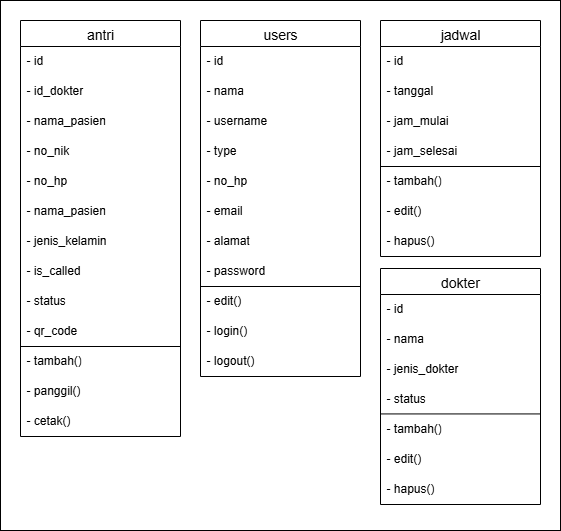 antri
- id
- id_dokter
- nama_pasien
- no_nik
- no_hp
- nama_pasien
- jenis_kelamin
- is_called
- status
- qr_code
- tambah()
- panggil()
- cetak()
users
- id
- nama
- username
- type
- no_hp
- email
- alamat
- password
- edit()
- login()
- logout()
jadwal
- id
- tanggal
- jam_mulai
- jam_selesai
- tambah()
- edit()
- hapus()
dokter
- id
- nama
- jenis_dokter
- status
- tambah()
- edit()
- hapus()